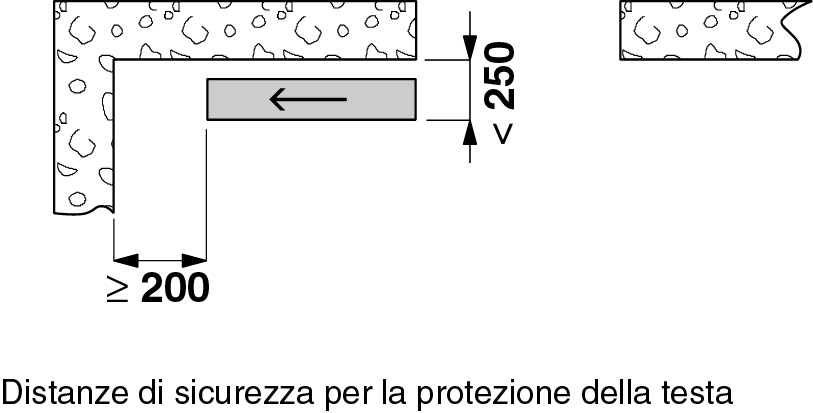 < 250
≥ 200
Distanze di sicurezza per la protezione della testa